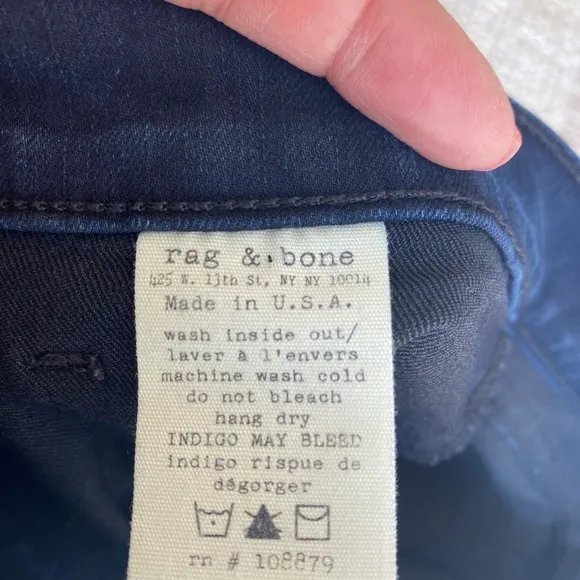 rag & bone
425 W. 13th St, NY NY 10014
Made in U.S.A.
wash inside out/
laver à l'envers
machine wash cold
do not bleach
hang dry
INDIGO MAY BLEED
indigo rispue de
dégorger
rn # 108879